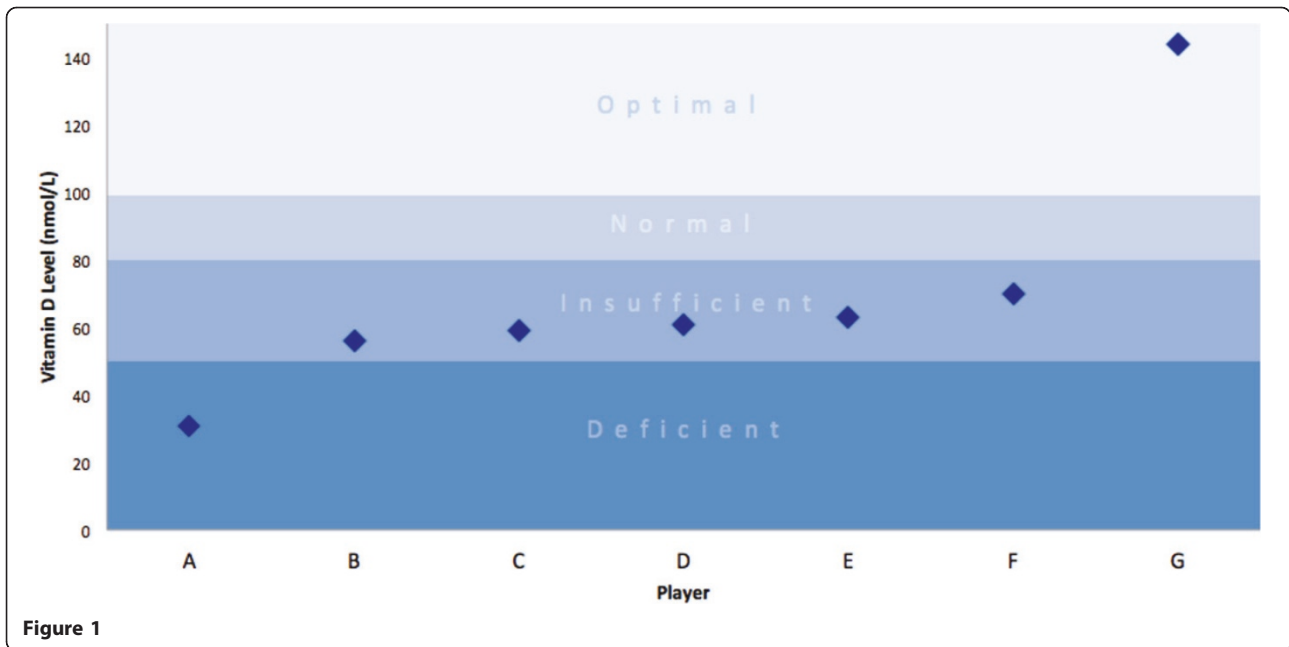 140
120
100
80
60
40
20
0
Vitamin D Level (nmol/L)
Optimal
Normal
Insufficient
Deficient
A B C D E F G
Player
Figure 1